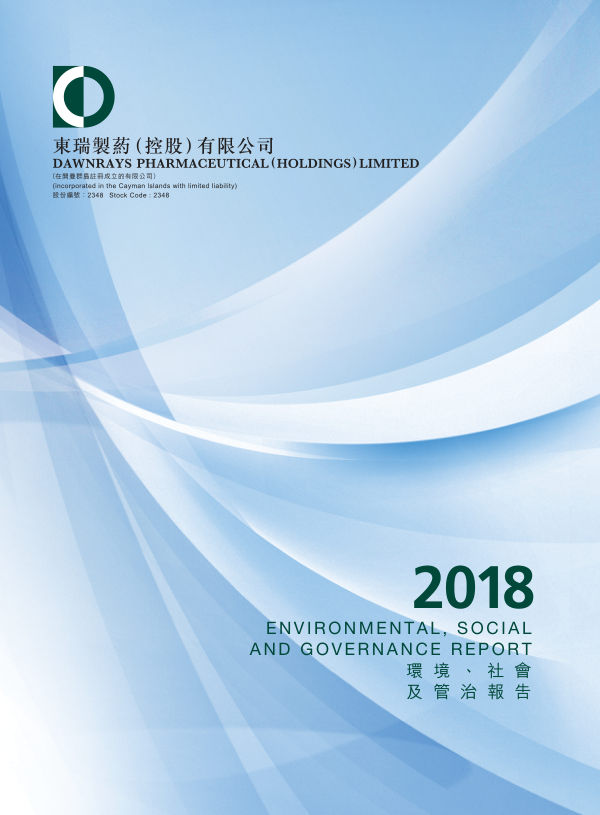 東瑞製葯(控股)有限公司
DAWNRAYS PHARMACEUTICAL (HOLDINGS) LIMITED
(在開曼群島註冊成立的有限公司)
(incorporated in the Cayman Islands with limited liability)
股份編號：2348 Stock Code : 2348
2018
ENVIRONMENTAL, SOCIAL
AND GOVERNANCE REPORT
環境、社會
及管治報告